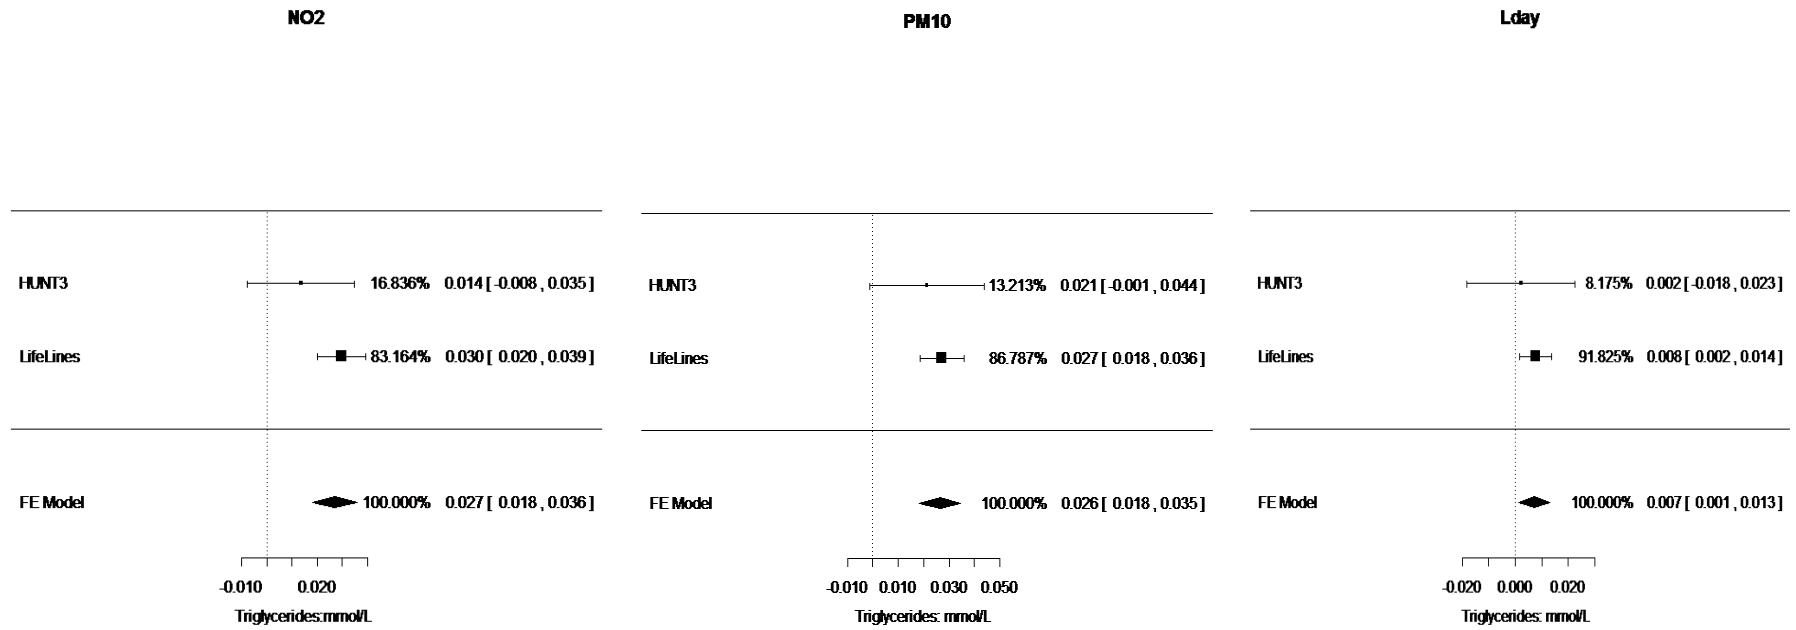 NO2
HUNT3 16.836% 0.014 [ -0.008 , 0.035 ]
LifeLines 83.164% 0.030 [ 0.020 , 0.039 ]
FE Model 100.000% 0.027 [ 0.018 , 0.036 ]
-0.010 0.020
Triglycerides:mmol/L
PM10
HUNT3 13.213% 0.021 [ -0.001 , 0.044 ]
LifeLines 86.787% 0.027 [ 0.018 , 0.036 ]
FE Model 100.000% 0.026 [ 0.018 , 0.035 ]
-0.010 0.010 0.030 0.050
Triglycerides: mmol/L
Lday
HUNT3 8.175% 0.002 [ -0.018 , 0.023 ]
LifeLines 91.825% 0.008 [ 0.002 , 0.014 ]
FE Model 100.000% 0.007 [ 0.001 , 0.013 ]
-0.020 0.000 0.020
Triglycerides: mmol/L